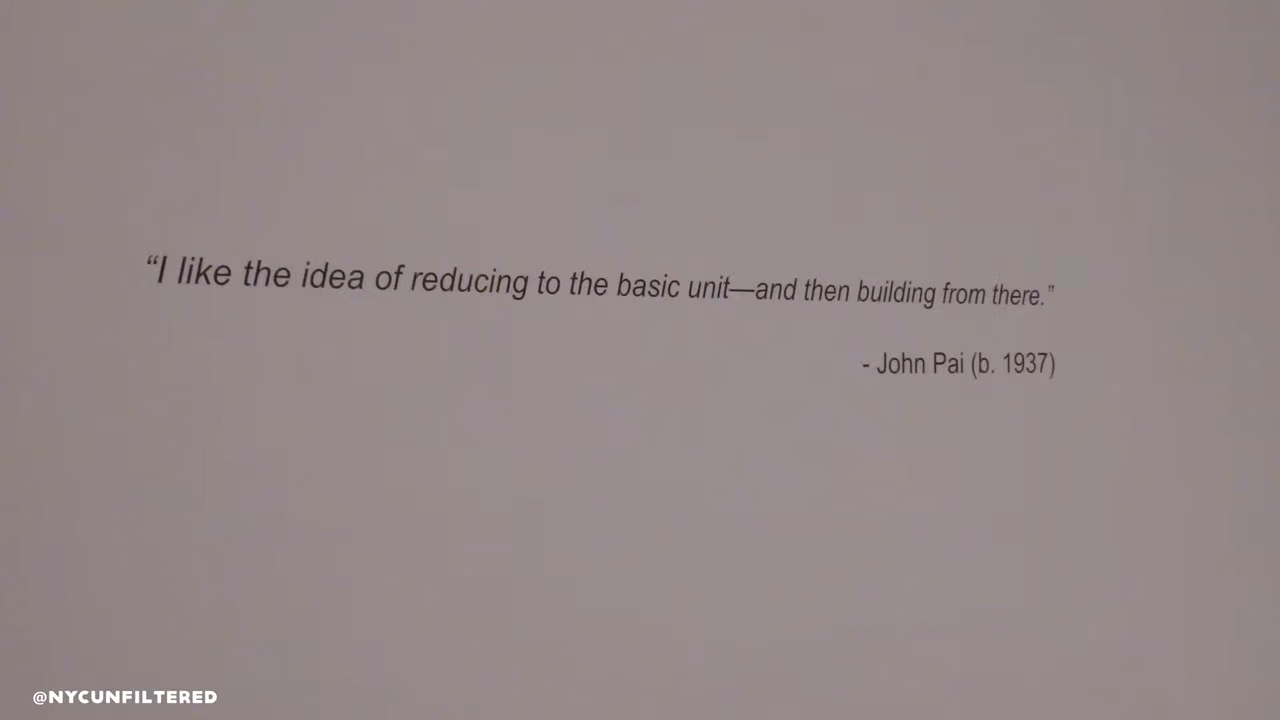 “I like the idea of reducing to the basic unit—and then building from there.”
- John Pai (b. 1937)
@NYCUNFILTERED